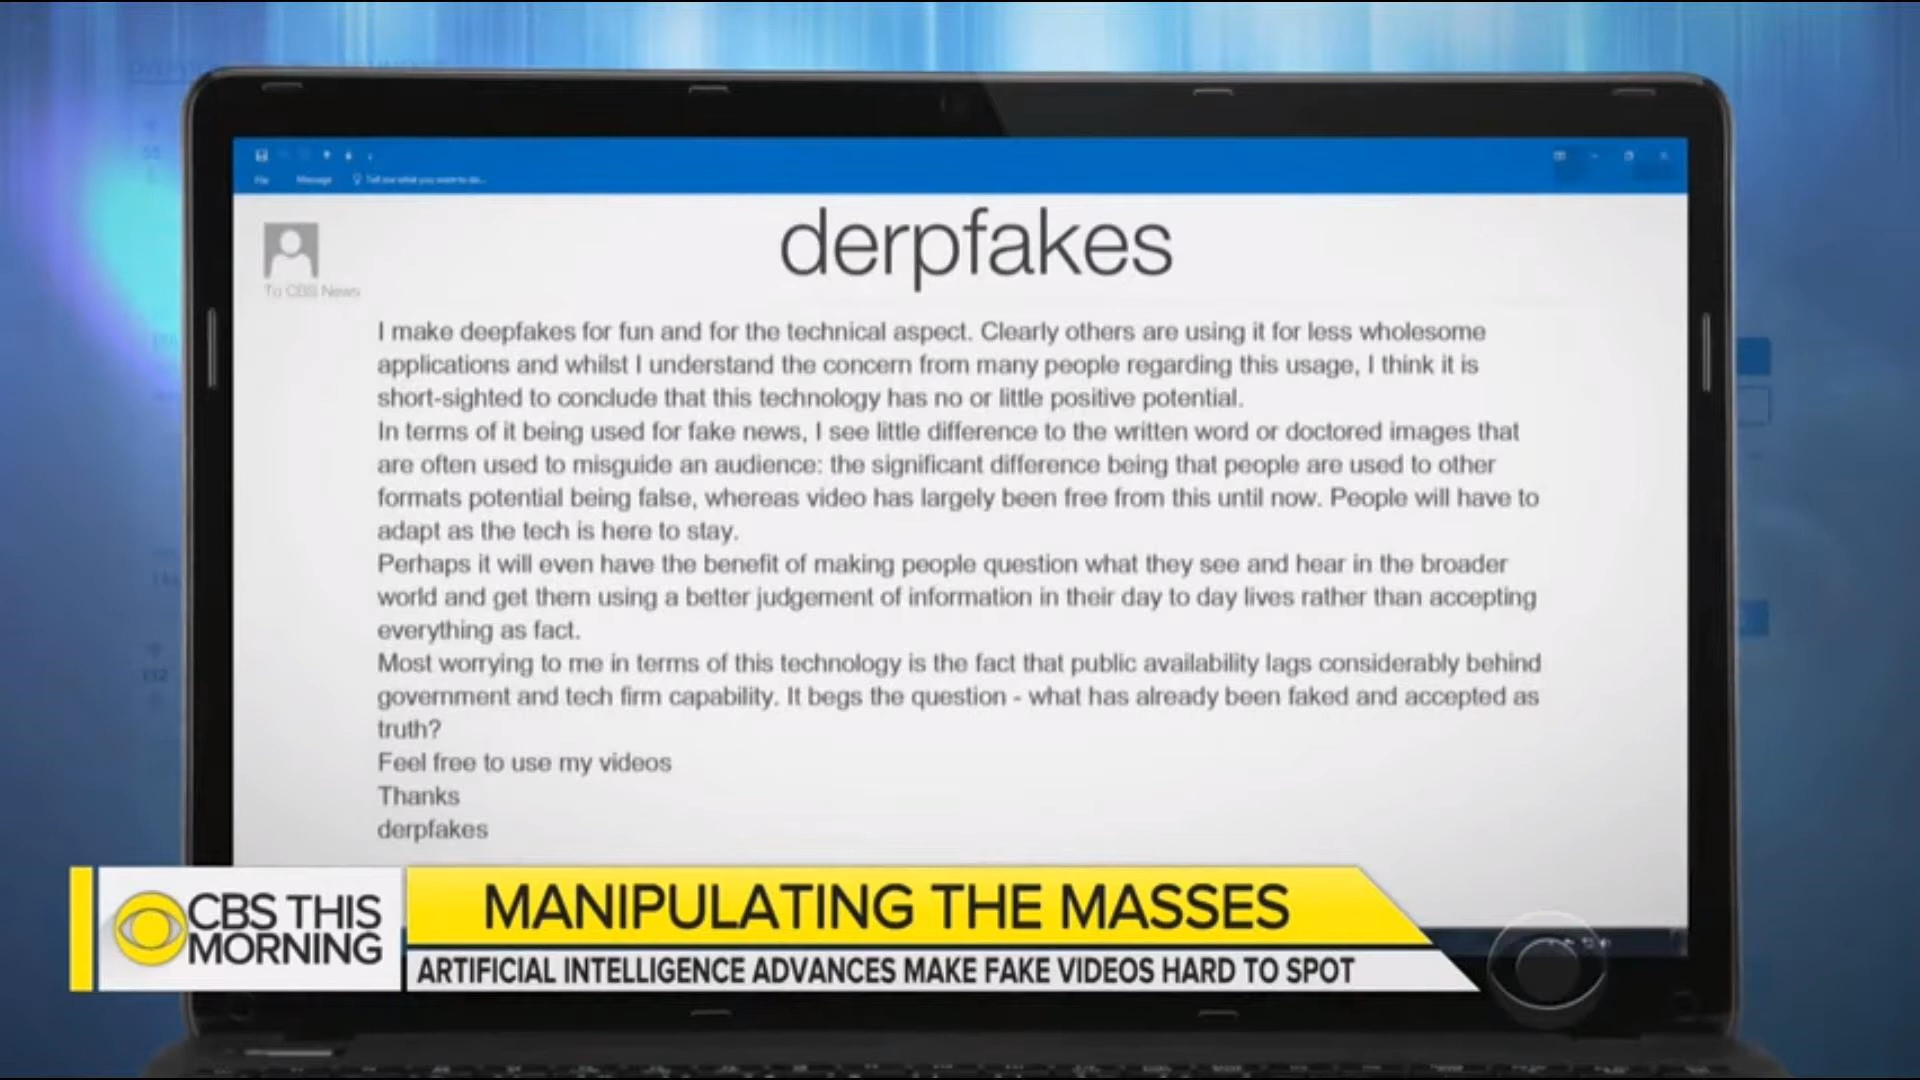 File Message Tell me what you want to do...
derpfakes
To CBS News
I make deepfakes for fun and for the technical aspect. Clearly others are using it for less wholesome
applications and whilst I understand the concern from many people regarding this usage, I think it is
short-sighted to conclude that this technology has no or little positive potential.
In terms of it being used for fake news, I see little difference to the written word or doctored images that
are often used to misguide an audience: the significant difference being that people are used to other
formats potential being false, whereas video has largely been free from this until now. People will have to
adapt as the tech is here to stay.
Perhaps it will even have the benefit of making people question what they see and hear in the broader
world and get them using a better judgement of information in their day to day lives rather than accepting
everything as fact.
Most worrying to me in terms of this technology is the fact that public availability lags considerably behind
government and tech firm capability. It begs the question - what has already been faked and accepted as
truth?
Feel free to use my videos
Thanks
derpfakes
CBS THIS
MORNING
MANIPULATING THE MASSES
ARTIFICIAL INTELLIGENCE ADVANCES MAKE FAKE VIDEOS HARD TO SPOT